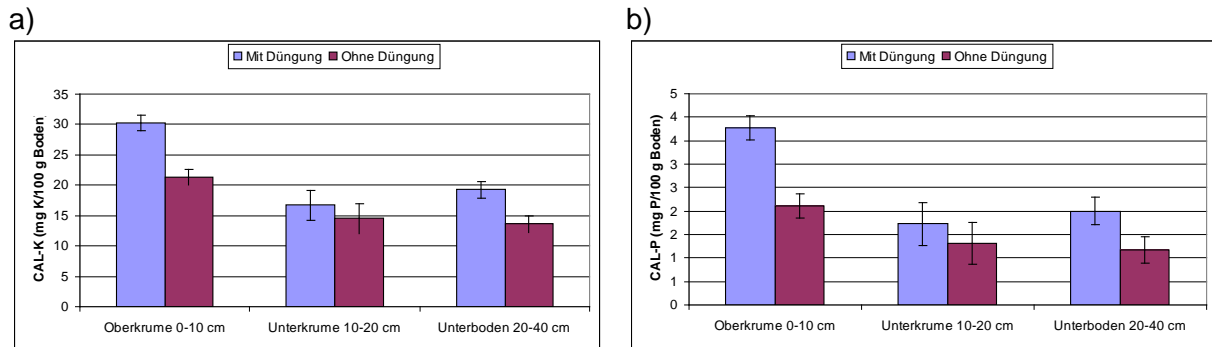 a)
Mit Düngung Ohne Düngung
35
30
25
20
15
10
5
0
CAL-K (mg K/100 g Boden
Oberkrume 0-10 cm Unterkrume 10-20 cm Unterboden 20-40 cm
b)
Mit Düngung Ohne Düngung
5
4
4
3
3
2
2
1
1
0
CAL-P (mg P/100 g Boden)
Oberkrume 0-10 cm Unterkrume 10-20 cm Unterboden 20-40 cm